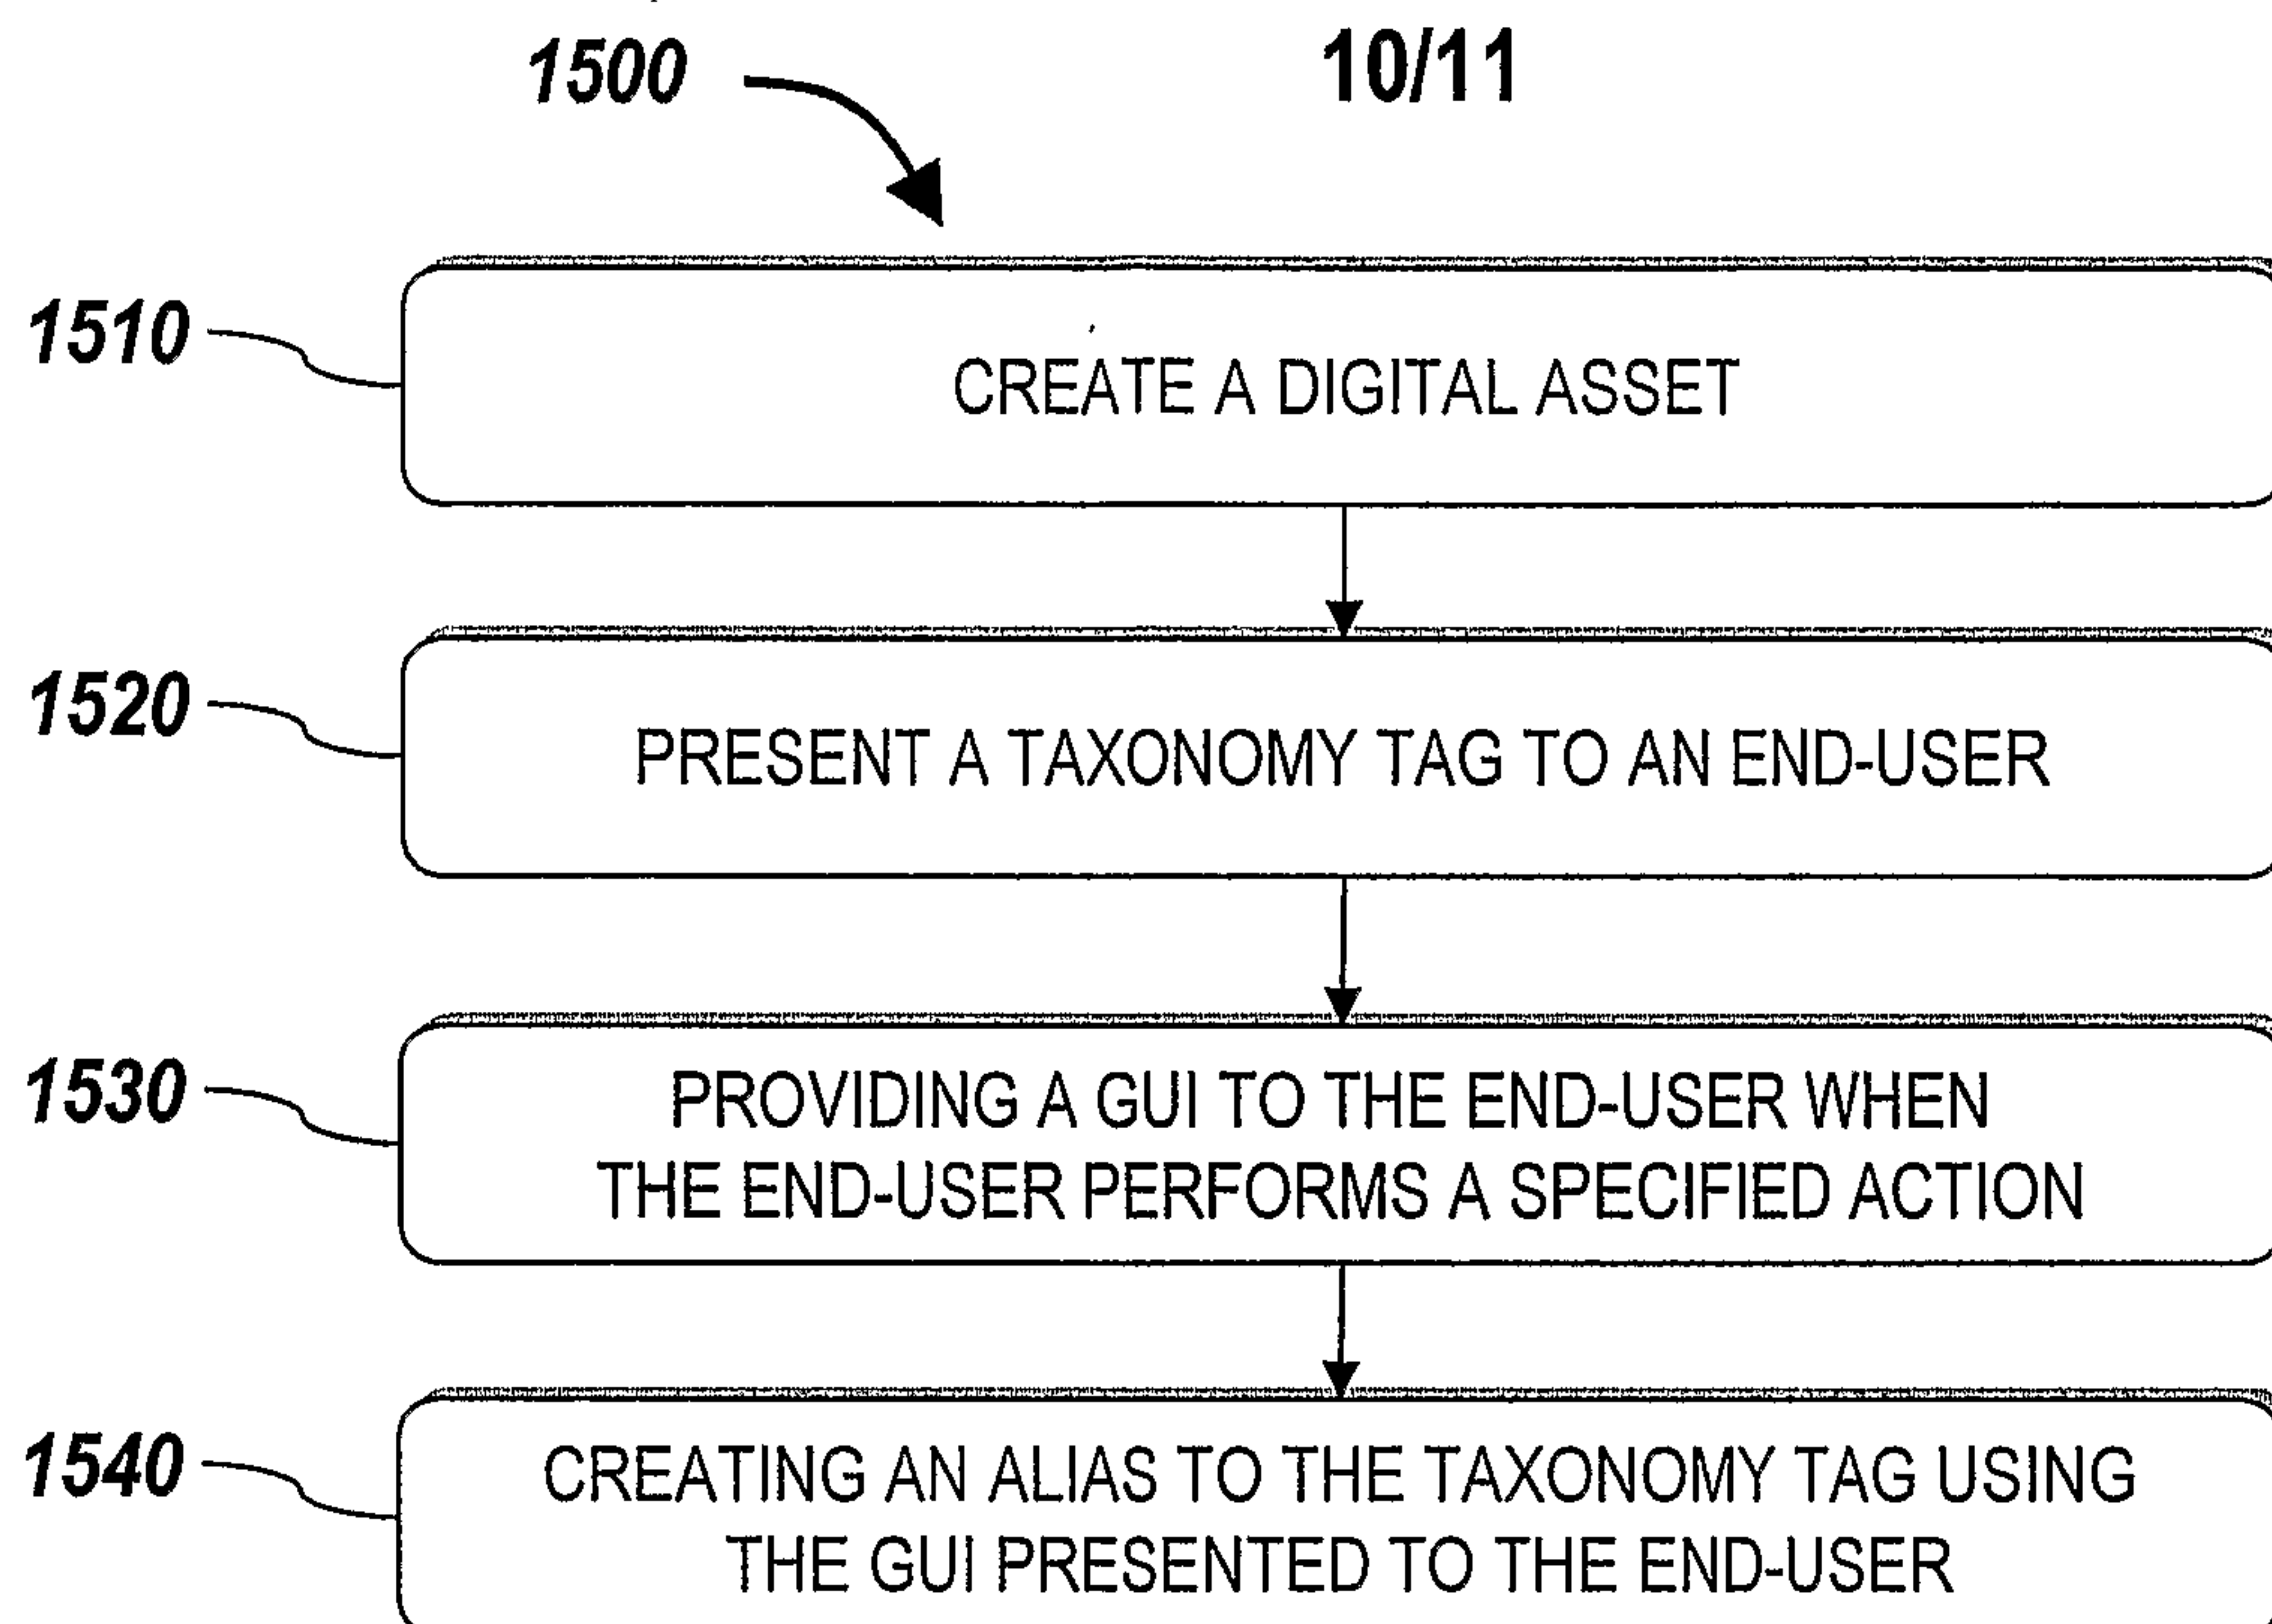 1500
10/11
1510
CREATE A DIGITAL ASSET
1520
PRESENT A TAXONOMY TAG TO AN END-USER
1530
PROVIDING A GUI TO THE END-USER WHEN
THE END-USER PERFORMS A SPECIFIED ACTION
1540
CREATING AN ALIAS TO THE TAXONOMY TAG USING
THE GUI PRESENTED TO THE END-USER